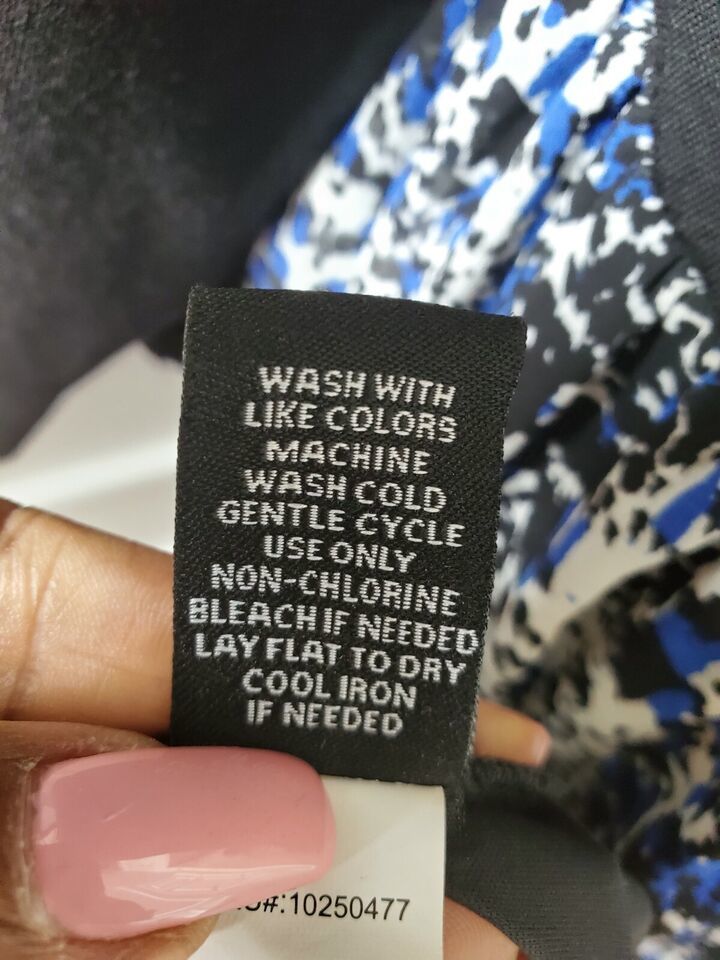 WASH WITH
LIKE COLORS
MACHINE
WASH COLD
GENTLE CYCLE
USE ONLY
NON-CHLORINE
BLEACH IF NEEDED
LAY FLAT TO DRY
COOL IRON
IF NEEDED
#:10250477